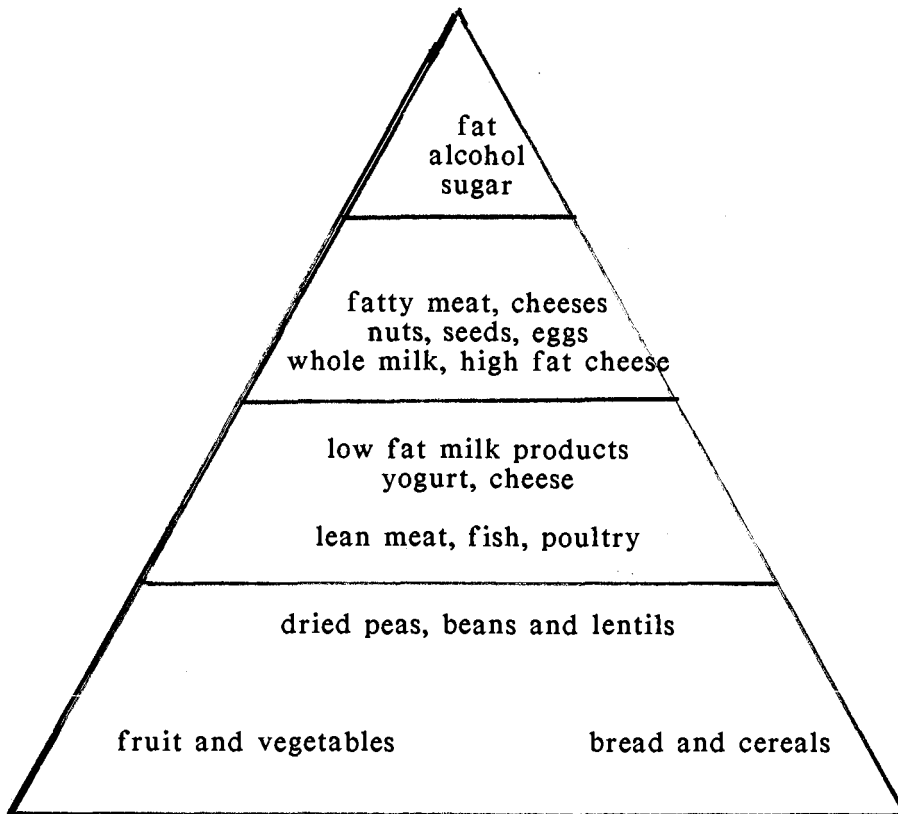 fat
alcohol
sugar
fatty meat, cheeses
nuts, seeds, eggs
whole milk, high fat cheese
low fat milk products
yogurt, cheese
lean meat, fish, poultry
dried peas, beans and lentils
fruit and vegetables
bread and cereals